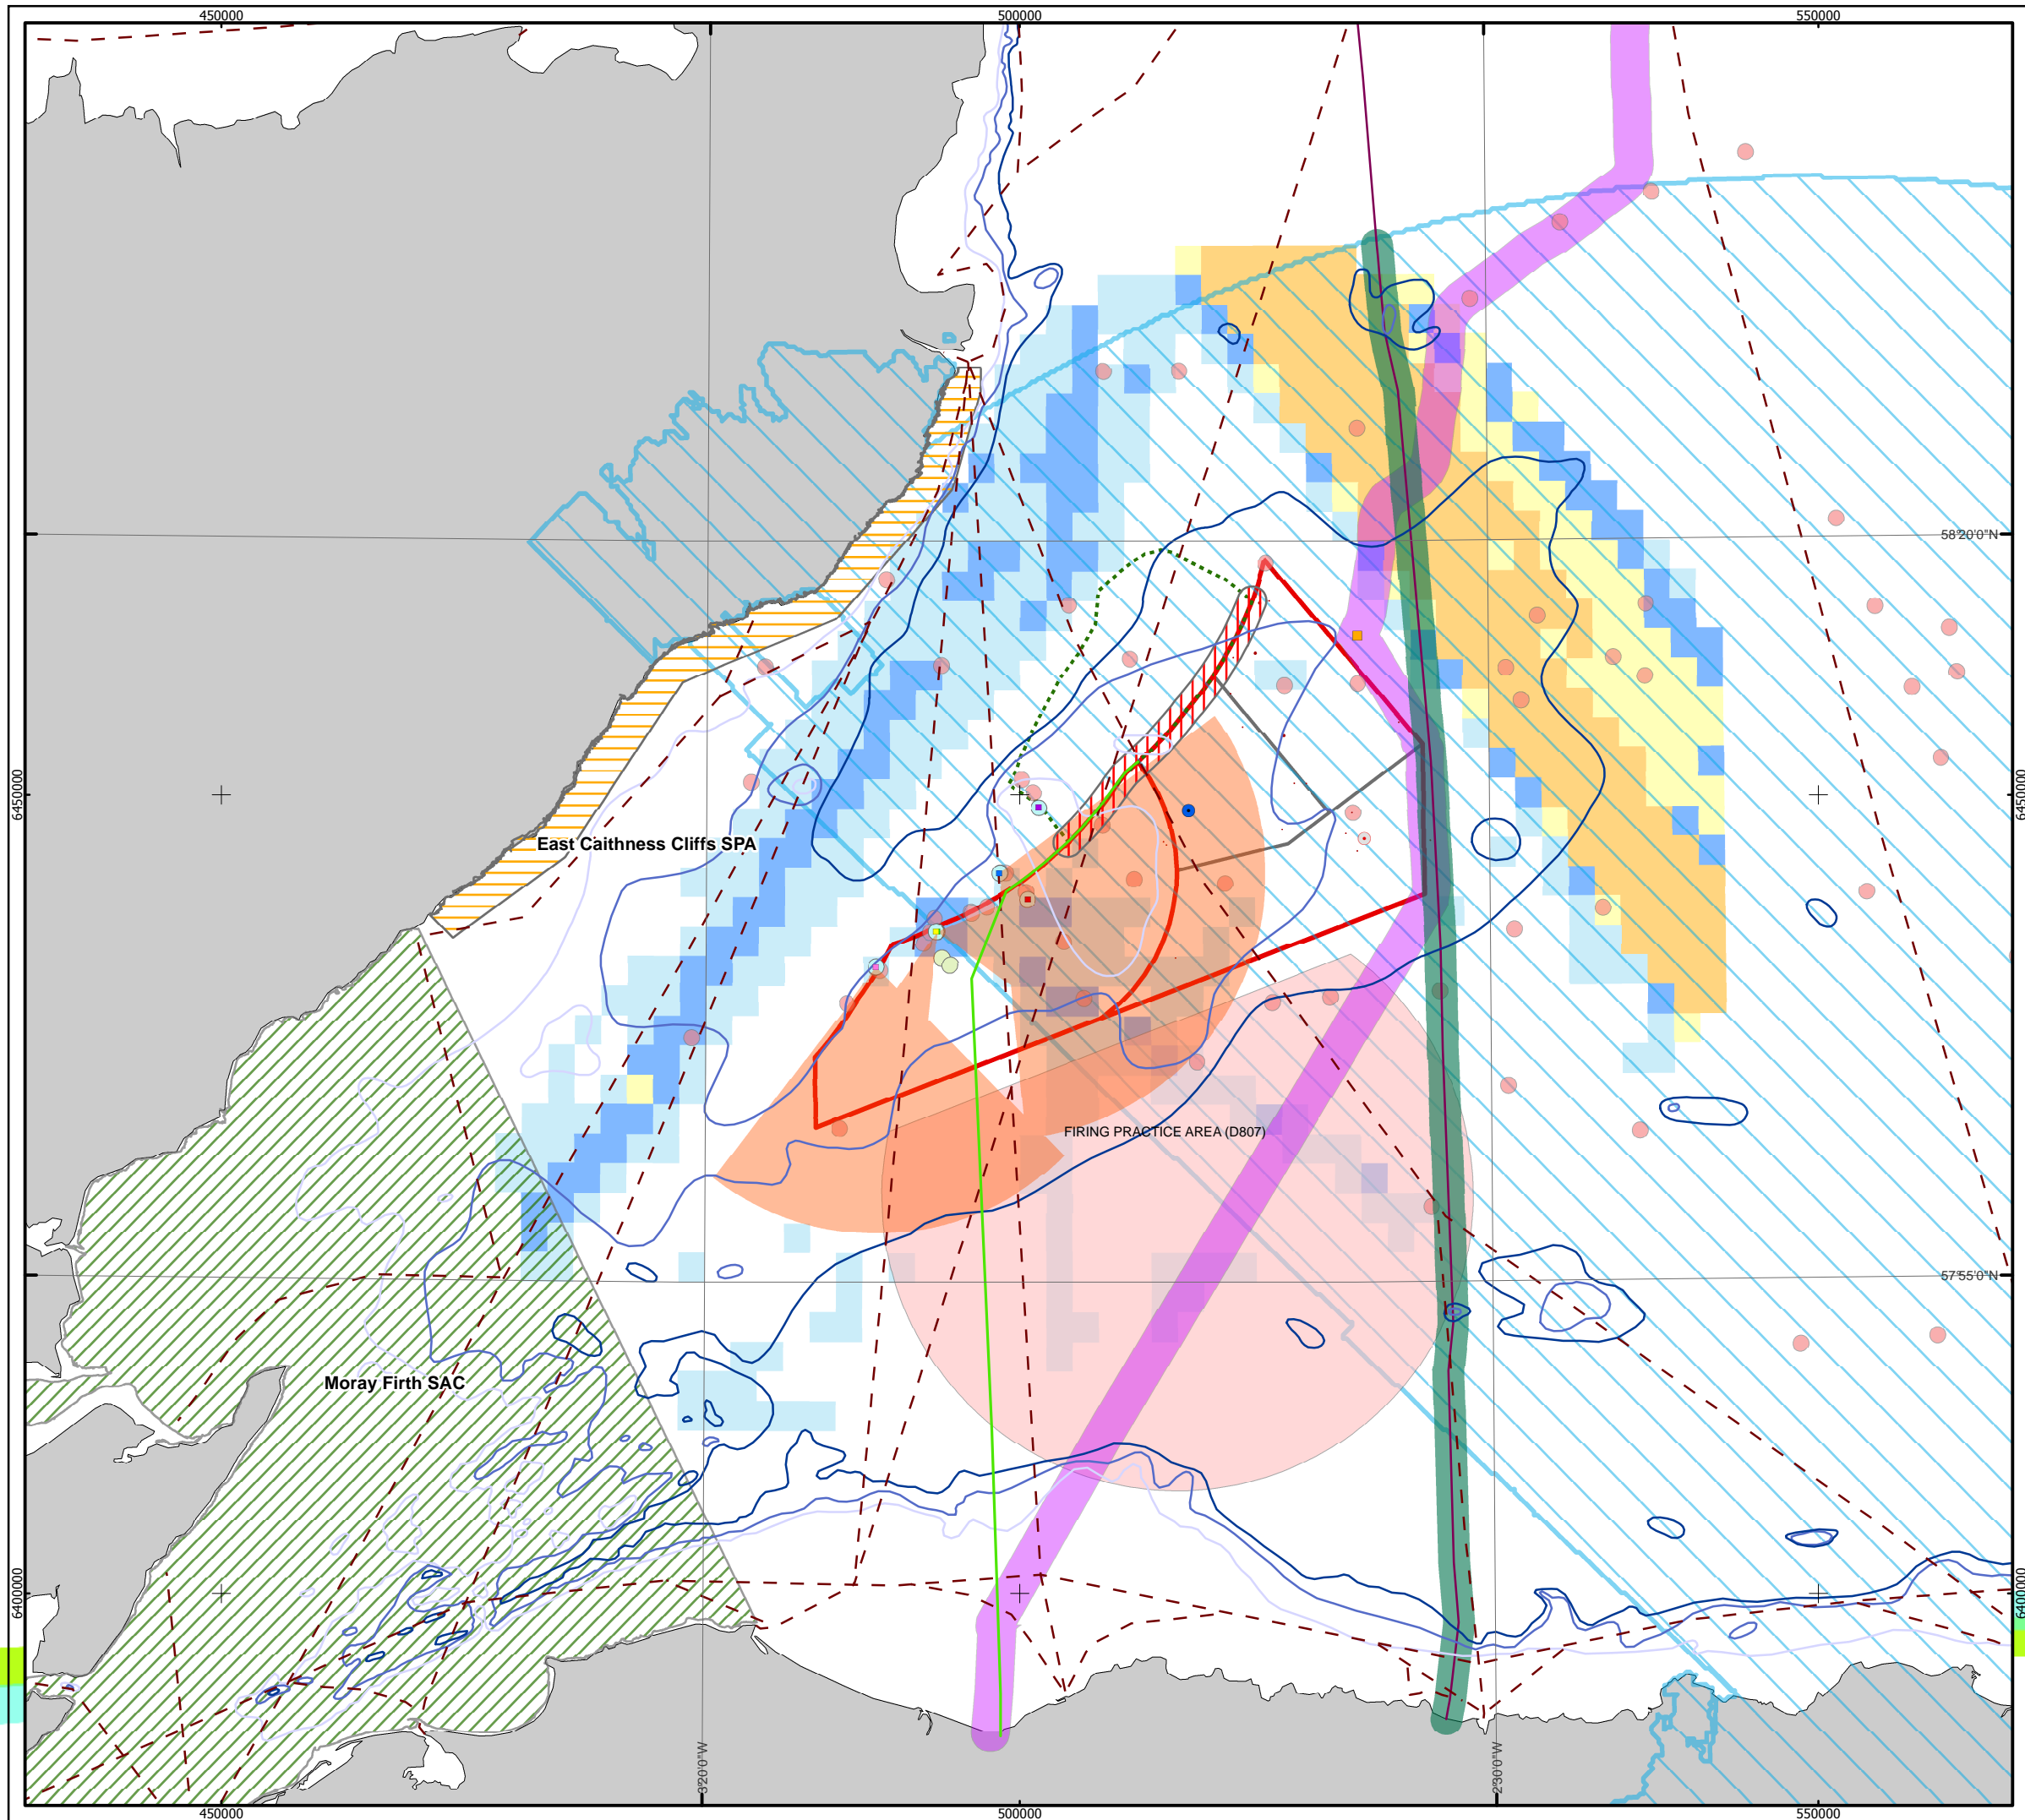 450000
500000
550000
58°20'0"N
6450000
6450000
East Caithness Cliffs SPA
FIRING PRACTICE AREA (D807)
57°55'0"N
Moray Firth SAC
6400000
6400000
3°20'0"W
2°30'0"W
450000
500000
550000